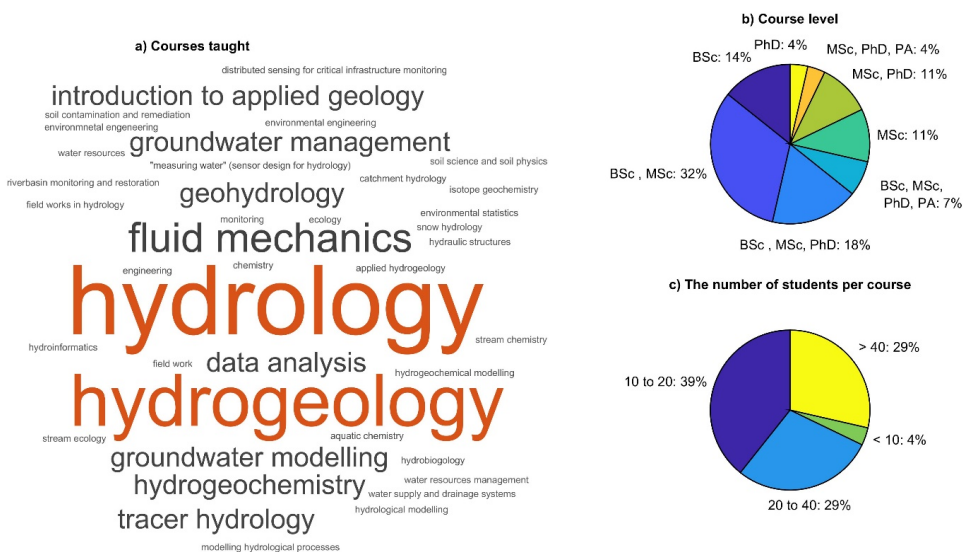 a) Courses taught
distributed sensing for critical infrastructure monitoring
introduction to applied geology
soil contamination and remediation
environmnetal engeneering
environmental engineering
groundwater management
water resources
"measuring water" (sensor design for hydrology)
soil science and soil physics
riverbasin monitoring and restoration
catchment hydrology
geohydrology
isotope geochemistry
field works in hydrology
monitoring
ecology
environmental statistics
snow hydrology
fluid mechanics
hydraulic structures
engineering
chemistry
applied hydrogeology
hydrology
stream chemistry
hydroinformatics
field work
data analysis
hydrogeochemical modelling
hydrogeology
stream ecology
aquatic chemistry
groundwater modelling
hydrobiogology
hydrogeochemistry
water resources management
water supply and drainage systems
hydrological modelling
tracer hydrology
modelling hydrological processes
b) Course level
PhD: 4%
MSc, PhD, PA: 4%
BSc: 14%
MSc, PhD: 11%
MSc: 11%
BSc , MSc: 32%
BSc, MSc,
PhD, PA: 7%
BSc , MSc, PhD: 18%
c) The number of students per course
> 40: 29%
10 to 20: 39%
< 10: 4%
20 to 40: 29%